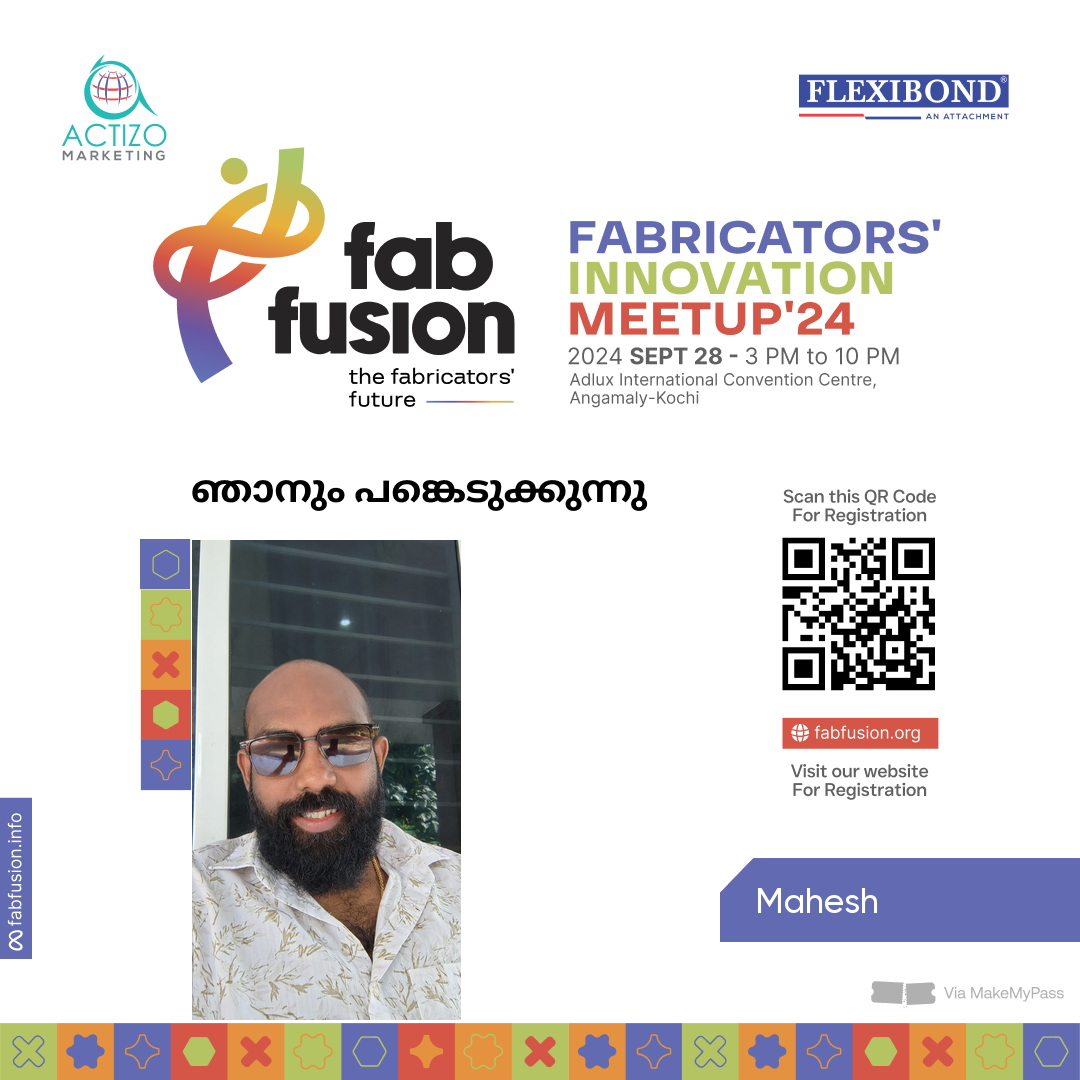 ACTIZO
MARKETING
FLEXIBOND®
AN ATTACHMENT
fab
fusion
the fabricators'
future
FABRICATORS'
INNOVATION
MEETUP'24
2024 SEPT 28 - 3 PM to 10 PM
Adlux International Convention Centre,
Angamaly-Kochi
ഞാനും പങ്കെടുക്കുന്നു
Scan this QR Code
For Registration
fabfusion.org
Visit our website
For Registration
fabfusion.info
Mahesh
Via MakeMyPass